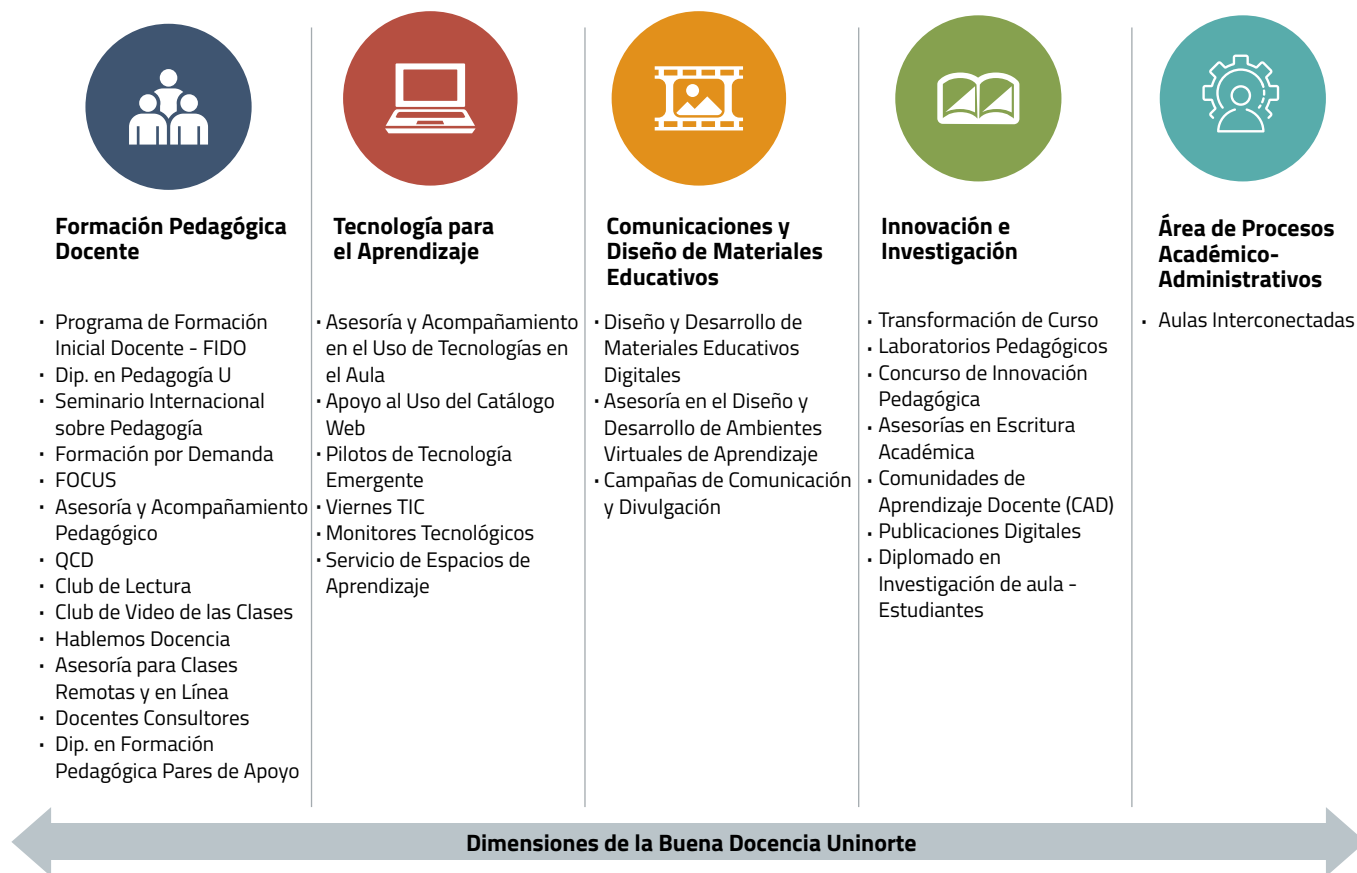 Formación Pedagógica
Docente
· Programa de Formación
Inicial Docente - FIDO
· Dip. en Pedagogía U
· Seminario Internacional
sobre Pedagogía
· Formación por Demanda
· FOCUS
· Asesoría y Acompañamiento
Pedagógico
· QCD
· Club de Lectura
· Club de Video de las Clases
· Hablemos Docencia
· Asesoría para Clases
Remotas y en Línea
· Docentes Consultores
· Dip. en Formación
Pedagógica Pares de Apoyo
Tecnología para
el Aprendizaje
· Asesoría y Acompañamiento
en el Uso de Tecnologías en
el Aula
· Apoyo al Uso del Catálogo
Web
· Pilotos de Tecnología
Emergente
· Viernes TIC
· Monitores Tecnológicos
· Servicio de Espacios de
Aprendizaje
Comunicaciones y
Diseño de Materiales
Educativos
· Diseño y Desarrollo de
Materiales Educativos
Digitales
· Asesoría en el Diseño y
Desarrollo de Ambientes
Virtuales de Aprendizaje
· Campañas de Comunicación
y Divulgación
Innovación e
Investigación
· Transformación de Curso
· Laboratorios Pedagógicos
· Concurso de Innovación
Pedagógica
· Asesorías en Escritura
Académica
· Comunidades de
Aprendizaje Docente (CAD)
· Publicaciones Digitales
· Diplomado en
Investigación de aula -
Estudiantes
Área de Procesos
Académico-
Administrativos
· Aulas Interconectadas
Dimensiones de la Buena Docencia Uninorte